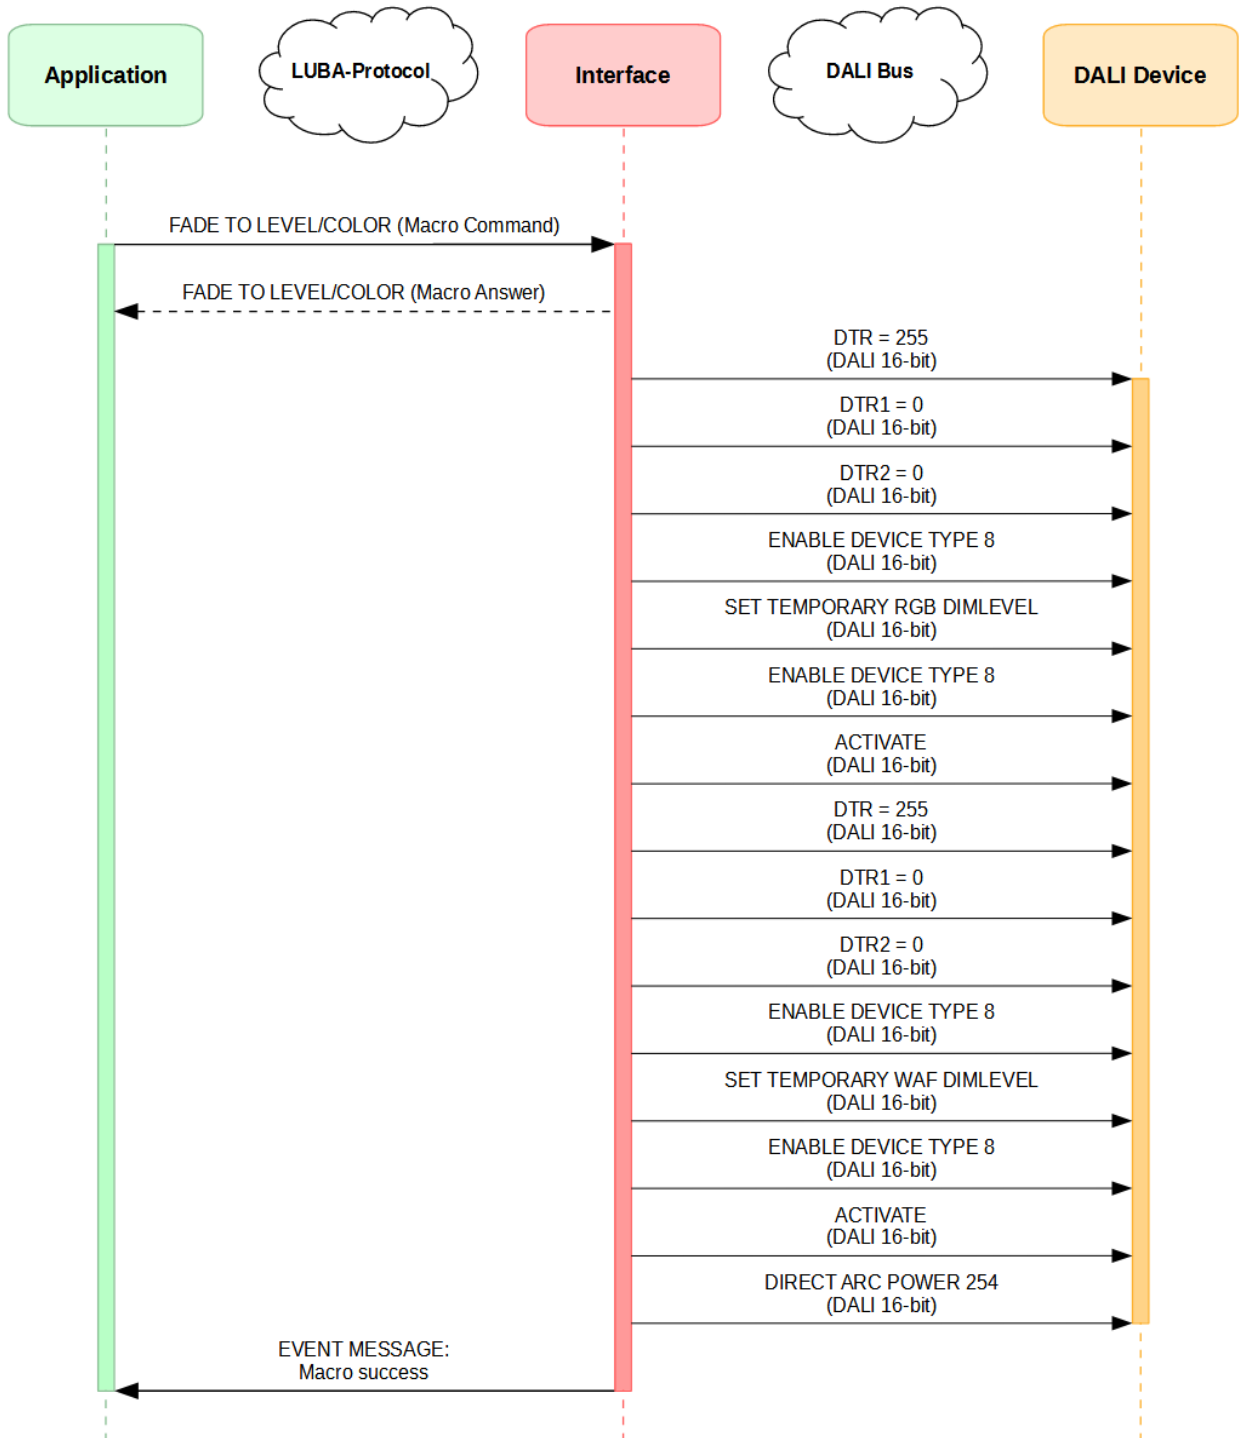 Application
LUBA-Protocol
Interface
DALI Bus
DALI Device
FADE TO LEVEL/COLOR (Macro Command)
FADE TO LEVEL/COLOR (Macro Answer)
DTR = 255
(DALI 16-bit)
DTR1 = 0
(DALI 16-bit)
DTR2 = 0
(DALI 16-bit)
ENABLE DEVICE TYPE 8
(DALI 16-bit)
SET TEMPORARY RGB DIMLEVEL
(DALI 16-bit)
ENABLE DEVICE TYPE 8
(DALI 16-bit)
ACTIVATE
(DALI 16-bit)
DTR = 255
(DALI 16-bit)
DTR1 = 0
(DALI 16-bit)
DTR2 = 0
(DALI 16-bit)
ENABLE DEVICE TYPE 8
(DALI 16-bit)
SET TEMPORARY WAF DIMLEVEL
(DALI 16-bit)
ENABLE DEVICE TYPE 8
(DALI 16-bit)
ACTIVATE
(DALI 16-bit)
DIRECT ARC POWER 254
(DALI 16-bit)
EVENT MESSAGE:
Macro success